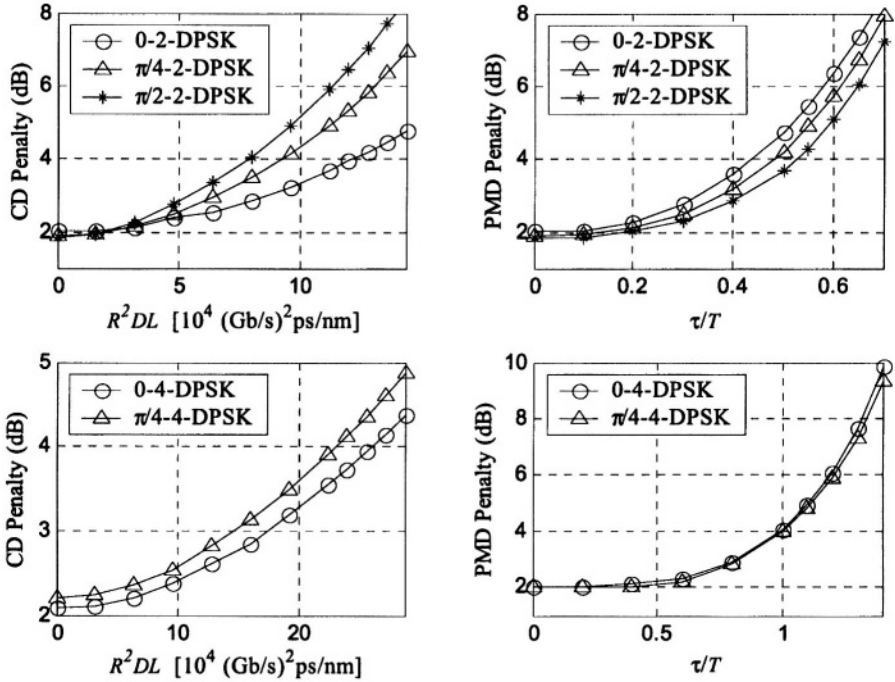 CD Penalty (dB)
8
6
4
2
0-2-DPSK
π/4-2-DPSK
π/2-2-DPSK
0 5 10
R²DL [10⁴ (Gb/s)²ps/nm]
PMD Penalty (dB)
8
6
4
2
0-2-DPSK
π/4-2-DPSK
π/2-2-DPSK
0 0.2 0.4 0.6
τ/T
CD Penalty (dB)
5
4
3
2
0-4-DPSK
π/4-4-DPSK
0 10 20
R²DL [10⁴ (Gb/s)²ps/nm]
PMD Penalty (dB)
10
8
6
4
2
0-4-DPSK
π/4-4-DPSK
0 0.5 1
τ/T